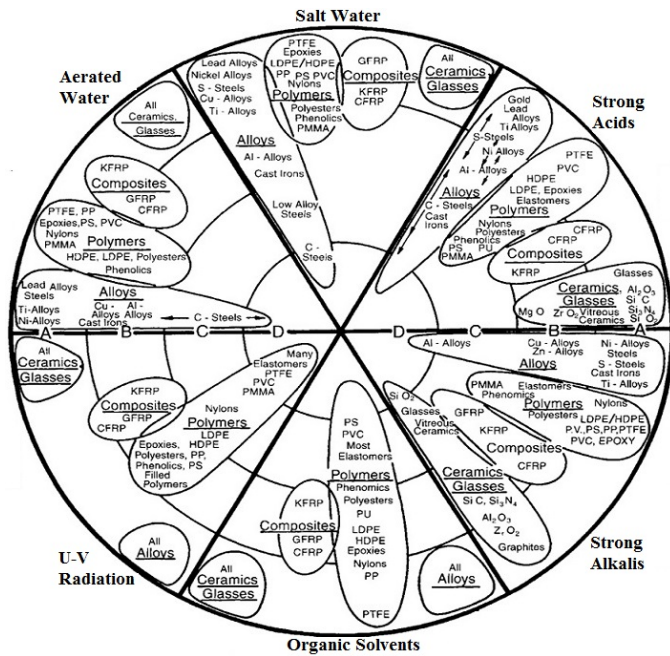 Salt Water
PTFE
Epoxies
LDPE/HDPE
PP PS PVC
Nylons
Polymers
Polyesters
Phenolics
PMMA
GFRP
Composites
KFRP
CFRP
All
Ceramics
Glasses
Lead Alloys
Nickel Alloys
S - Steels
Cu - Alloys
Ti - Alloys
Alloys
Al - Alloys
Cast Irons
Low Alloy
Steels
C -
Steels
Aerated
Water
All
Ceramics,
Glasses
KFRP
Composites
GFRP
CFRP
PTFE, PP
Epoxies,PS, PVC
Nylons
PMMA
Polymers
HDPE, LDPE, Polyesters
Phenolics
Lead Alloys
Steels
Ti-Alloys
Ni-Alloys
Alloys
Cu - Al -
Alloys Alloys
Cast Irons
C - Steels
Strong
Acids
Gold
Lead
Alloys
Ti Alloys
S-Steels
Ni Alloys
Al - Alloys
Alloys
C - Steels
Cast
Irons
PTFE
PVC
HDPE
LDPE, Epoxies
Elastomers
Polymers
Nylons
Polyesters
Phenolics
PS PU
PMMA
CFRP
CFRP
Composites
KFRP
Glasses
Ceramics, Al2O3
Glasses Si C
Mg O Zr O2 Vitreous Si3N4
Ceramics Si O2
A B C D D C B A
All
Ceramics
Glasses
Many
Elastomers
PTFE
PVC
PMMA
Nylons
Polymers
LDPE
HDPE
Epoxies,
Polyesters, PP,
Phenolics, PS
Filled
Polymers
KFRP
Composites
GFRP
CFRP
All
Alloys
U-V
Radiation
Al - Alloys
Cu - Alloys
Zn - Alloys
Alloys
Ni - Alloys
Steels
S - Steels
Cast Irons
Ti - Alloys
PMMA
Phenomics
Elastomers
Polymers
Polyesters
Nylons
LDPE/HDPE
P.V.,PS,PP,PTFE
PVC, EPOXY
GFRP
KFRP
Composites
CFRP
Si O2
Glasses
Vitreous
Ceramics
Ceramics
Glasses
Si C, Si3N4
Al2O3
Z, O2
Graphites
Strong
Alkalis
PS
PVC
Most
Elastomers
Polymers
Phenomics
Polyesters
PU
LDPE
HDPE
Epoxies
Nylons
PP
PTFE
KFRP
Composites
GFRP
CFRP
All
Ceramics
Glasses
All
Alloys
Organic Solvents